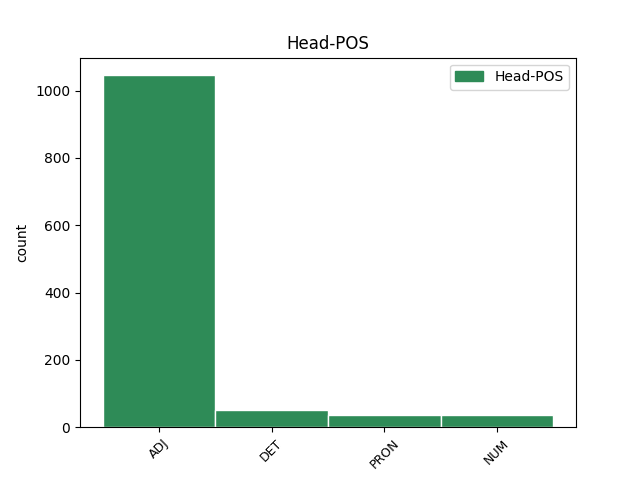 Head-POS
Head-POS
1000
800
600
400
200
0
count
ADJ
DET
PRON
NUM